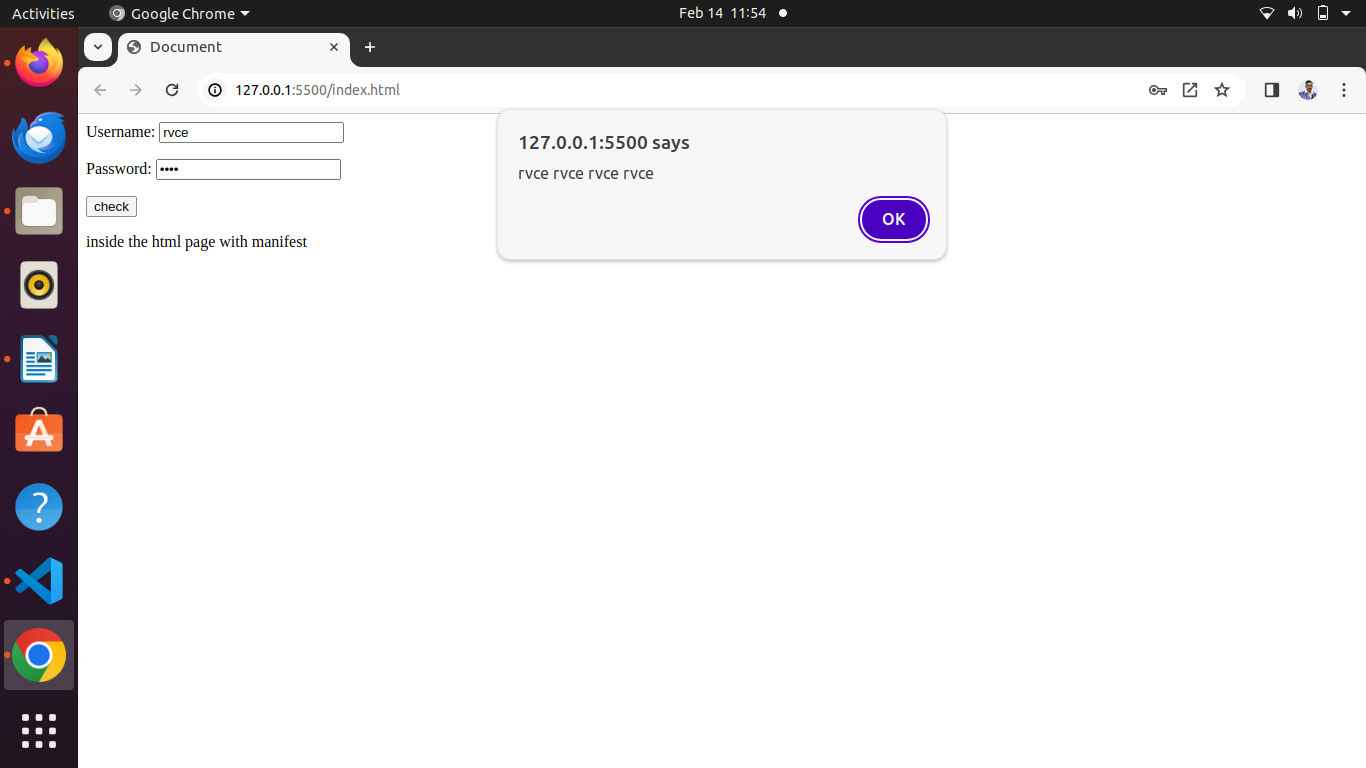 Activities Google Chrome Feb 14 11:54
Document
127.0.0.1:5500/index.html
Username: rvce
Password: ••••
check
inside the html page with manifest
127.0.0.1:5500 says
rvce rvce rvce rvce
OK